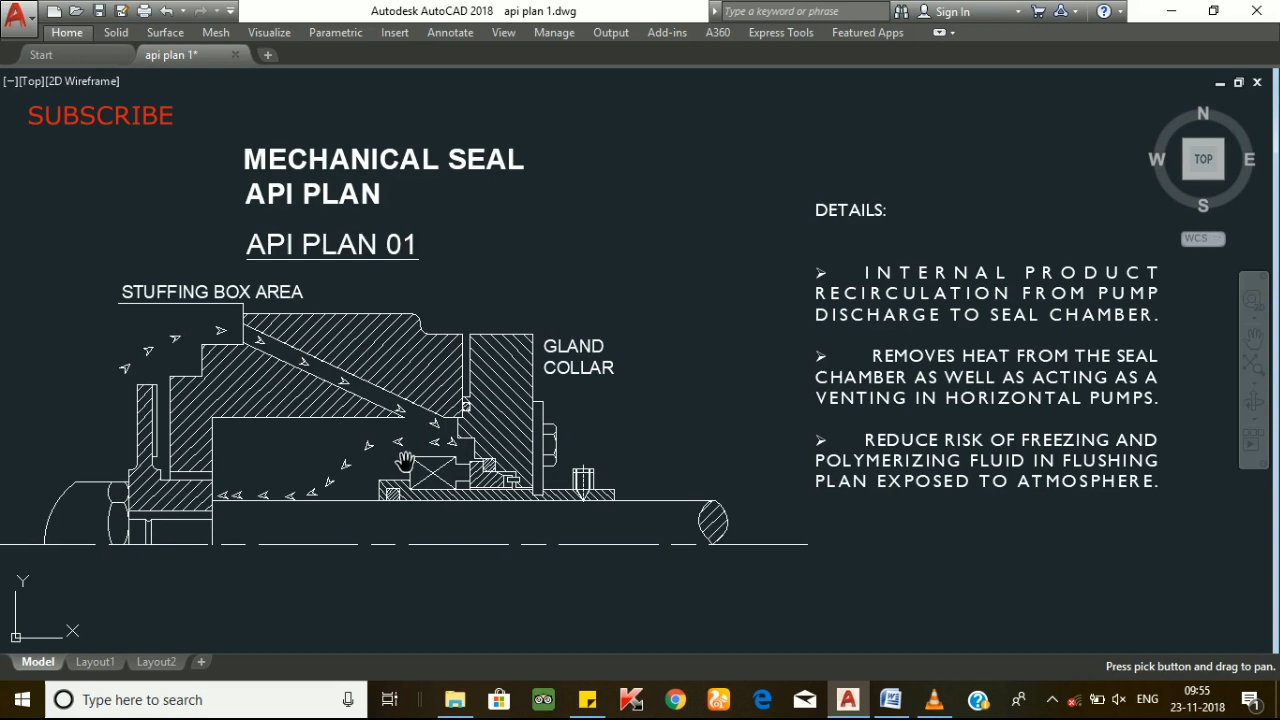 Autodesk AutoCAD 2018 api plan 1.dwg
Type a keyword or phrase
Sign In
Home Solid Surface Mesh Visualize Parametric Insert Annotate View Manage Output Add-ins A360 Express Tools Featured Apps
Start
api plan 1*
[−][Top][2D Wireframe]
SUBSCRIBE
MECHANICAL SEAL
API PLAN
API PLAN 01
STUFFING BOX AREA
GLAND
COLLAR
DETAILS:
➢ INTERNAL PRODUCT
RECIRCULATION FROM PUMP
DISCHARGE TO SEAL CHAMBER.
➢ REMOVES HEAT FROM THE SEAL
CHAMBER AS WELL AS ACTING AS A
VENTING IN HORIZONTAL PUMPS.
➢ REDUCE RISK OF FREEZING AND
POLYMERIZING FLUID IN FLUSHING
PLAN EXPOSED TO ATMOSPHERE.
N
W TOP E
S
WCS
Y
X
Model Layout1 Layout2
Press pick button and drag to pan.
Type here to search
ENG
09:55
23-11-2018